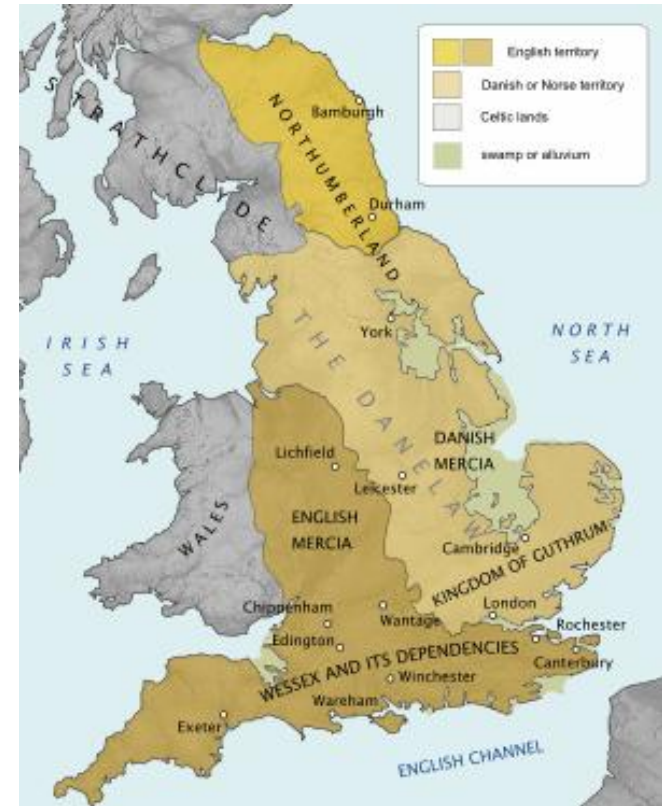 English territory
Danish or Norse territory
Celtic lands
swamp or alluvium
STRATHCLYDE
NORTHUMBERLAND
Bamburgh
Durham
IRISH
SEA
NORTH
SEA
York
THE DANELAW
DANISH
MERCIA
Lichfield
Leicester
ENGLISH
MERCIA
WALES
Cambridge
KINGDOM OF GUTHRUM
Chippenham
Wantage
London
Rochester
Edington
Canterbury
WESSEX AND ITS DEPENDENCIES
Winchester
Wareham
Exeter
ENGLISH CHANNEL